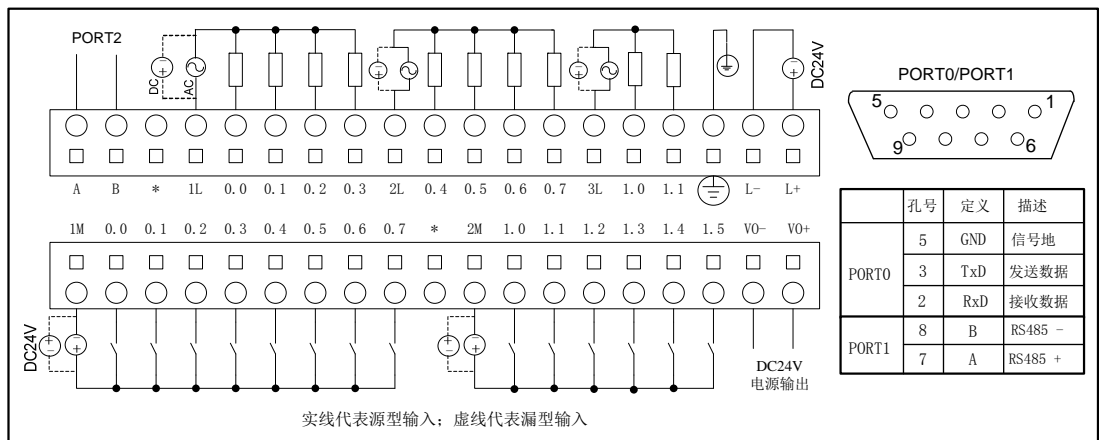 PORT2
DC
AC
DC24V
A B * 1L 0.0 0.1 0.2 0.3 2L 0.4 0.5 0.6 0.7 3L 1.0 1.1 L- L+
1M 0.0 0.1 0.2 0.3 0.4 0.5 0.6 0.7 * 2M 1.0 1.1 1.2 1.3 1.4 1.5 VO- VO+
DC24V
DC24V
电源输出
实线代表源型输入；虚线代表漏型输入
PORT0/PORT1
5 1
9 6
孔号 定义 描述
PORT0 5 GND 信号地
3 TxD 发送数据
2 RxD 接收数据
PORT1 8 B RS485 -
7 A RS485 +